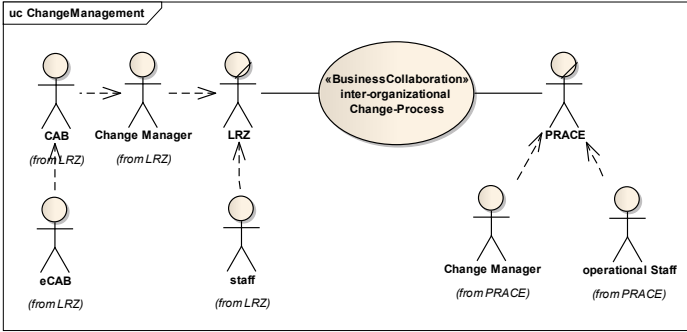 uc ChangeManagement
«BusinessCollaboration»
inter-organizational
Change-Process
CAB
(from LRZ)
Change Manager
(from LRZ)
LRZ
PRACE
eCAB
(from LRZ)
staff
(from LRZ)
Change Manager
(from PRACE)
operational Staff
(from PRACE)